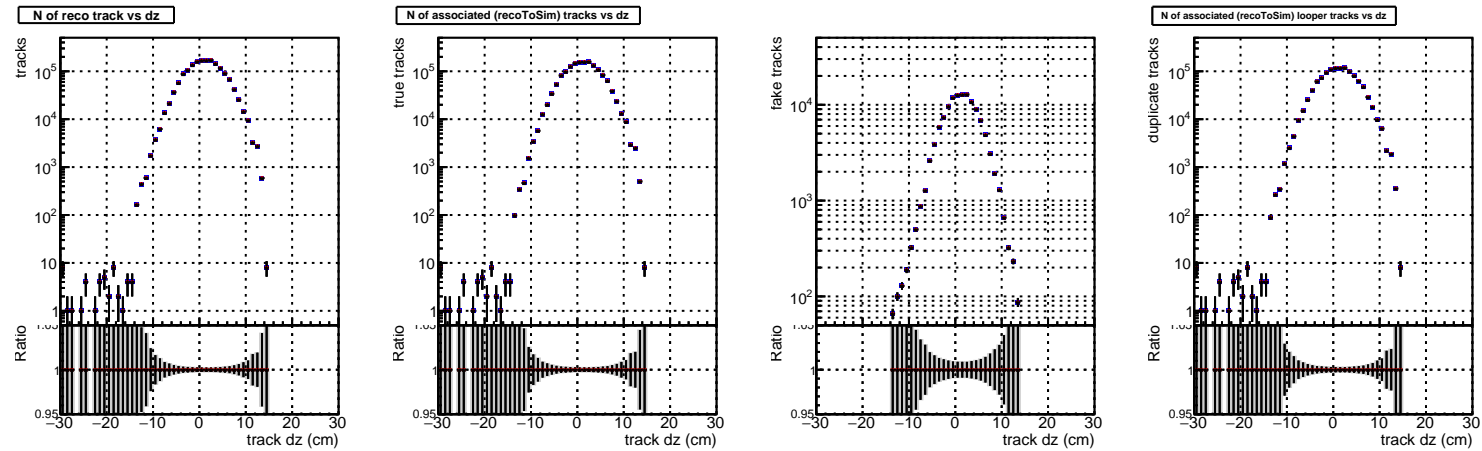 N of reco track vs dz
tracks
10^5
10^4
10^3
10^2
10
1
Ratio
1
0.95
−30 −20 −10 0 10 20 30
track dz (cm)
N of associated (recoToSim) tracks vs dz
true tracks
10^5
10^4
10^3
10^2
10
1
Ratio
1
0.95
−30 −20 −10 0 10 20 30
track dz (cm)
fake tracks
10^4
10^3
10^2
Ratio
1
0.95
−30 −20 −10 0 10 20 30
track dz (cm)
N of associated (recoToSim) looper tracks vs dz
duplicate tracks
10^5
10^4
10^3
10^2
10
1
Ratio
1
0.95
−30 −20 −10 0 10 20 30
track dz (cm)